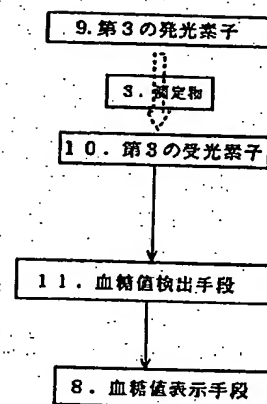 9. 第3の発光素子
3. 測定物
10. 第3の受光素子
11. 血糖値検出手段
8. 血糖値表示手段